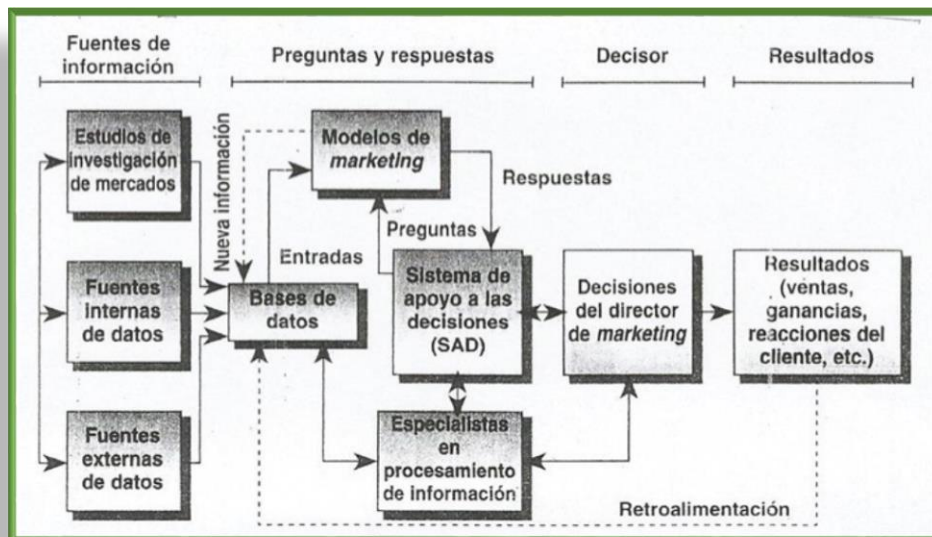 Fuentes de
información
Preguntas y respuestas
Decisor
Resultados
Estudios de
investigación
de mercados
Fuentes
internas de
datos
Fuentes
externas
de datos
Nueva información
Bases de
datos
Entradas
Modelos de
marketing
Preguntas
Respuestas
Sistema de
apoyo a las
decisiones
(SAD)
Especialistas
en
procesamiento
de información
Decisiones
del director
de marketing
Resultados
(ventas,
ganancias,
reacciones del
cliente, etc.)
Retroalimentación